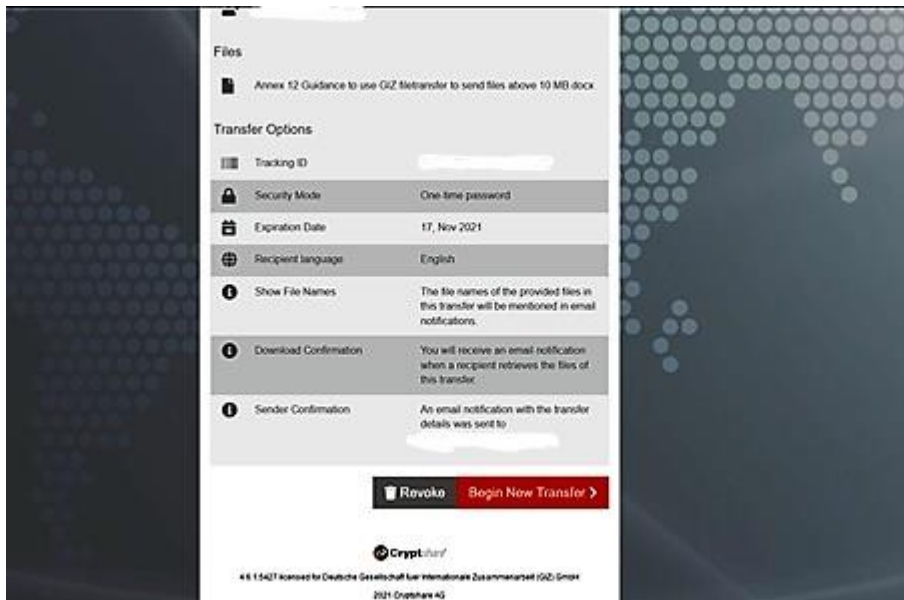 Files
Annex 12 Guidance to use GIZ filetransfer to send files above 10 MB.docx
Transfer Options
Tracking ID
Security Mode One-time password
Expiration Date 17, Nov 2021
Recipient language English
Show File Names The file names of the provided files in
this transfer will be mentioned in email
notifications.
Download Confirmation You will receive an email notification
when a recipient retrieves the files of
this transfer.
Sender Confirmation An email notification with the transfer
details was sent to
Revoke Begin New Transfer
Cryptshare
4.6.1.5427 licensed for Deutsche Gesellschaft fuer Internationale Zusammenarbeit (GIZ) GmbH
2021 Cryptshare AG